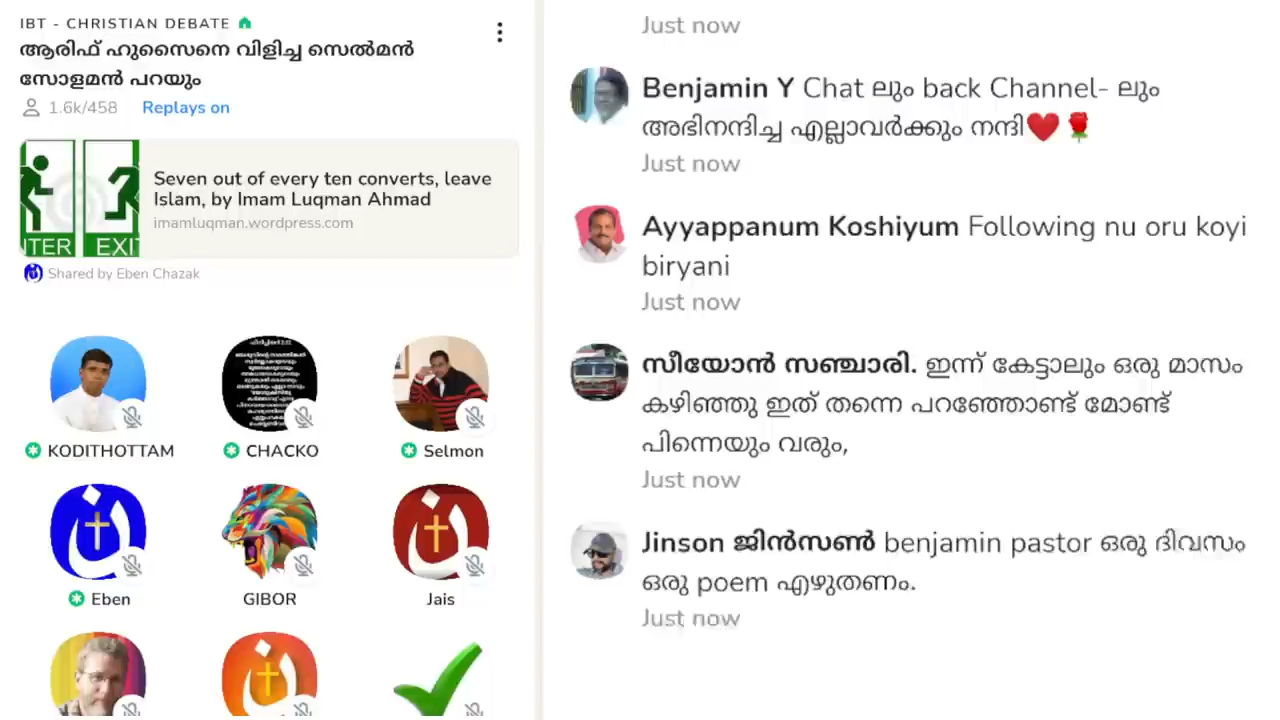 IBT - CHRISTIAN DEBATE
ആരിഫ് ഹുസൈനെ വിളിച്ച സെൽമൻ
സോളമൻ പറയും
1.6k/458 Replays on
ITER EXI
Seven out of every ten converts, leave
Islam, by Imam Luqman Ahmad
imamluqman.wordpress.com
Shared by Eben Chazak
KODITHOTTAM CHACKO Selmon
Eben GIBOR Jais
Just now
Benjamin Y Chat ലും back Channel- ലും
അഭിനന്ദിച്ച എല്ലാവർക്കും നന്ദി❤️🌹
Just now
Ayyappanum Koshiyum Following nu oru koyi
biryani
Just now
സീയോൻ സഞ്ചാരി. ഇന്ന് കേട്ടാലും ഒരു മാസം
കഴിഞ്ഞു ഇത് തന്നെ പറഞ്ഞോണ്ട് മോണ്ട്
പിന്നെയും വരും,
Just now
Jinson ജിൻസൺ benjamin pastor ഒരു ദിവസം
ഒരു poem എഴുതണം.
Just now